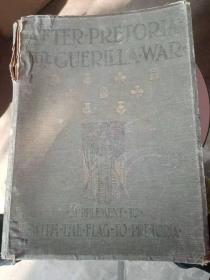 AFTER PRETORIA
THE GUERILLA WAR
SUPPLEMENT TO
"WITH THE FLAG TO PRETORIA"